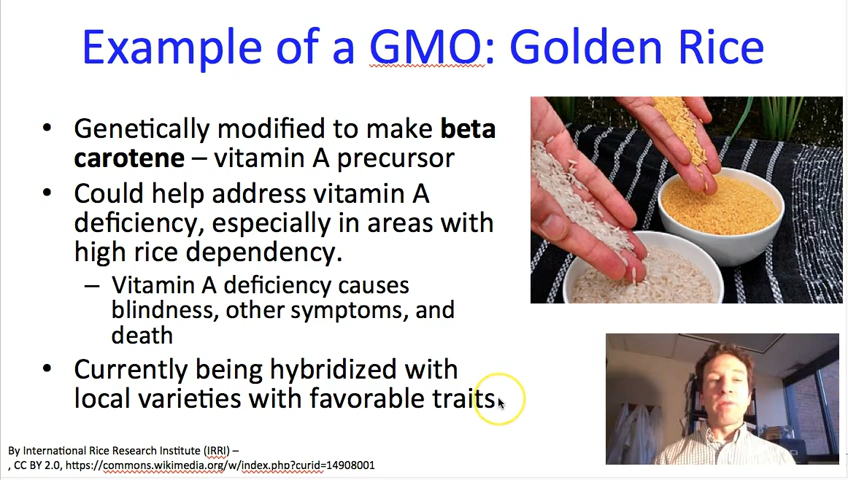 Example of a GMO: Golden Rice
• Genetically modified to make beta
carotene – vitamin A precursor
• Could help address vitamin A
deficiency, especially in areas with
high rice dependency.
– Vitamin A deficiency causes
blindness, other symptoms, and
death
• Currently being hybridized with
local varieties with favorable traits.
By International Rice Research Institute (IRRI) –
, CC BY 2.0, https://commons.wikimedia.org/w/index.php?curid=14908001